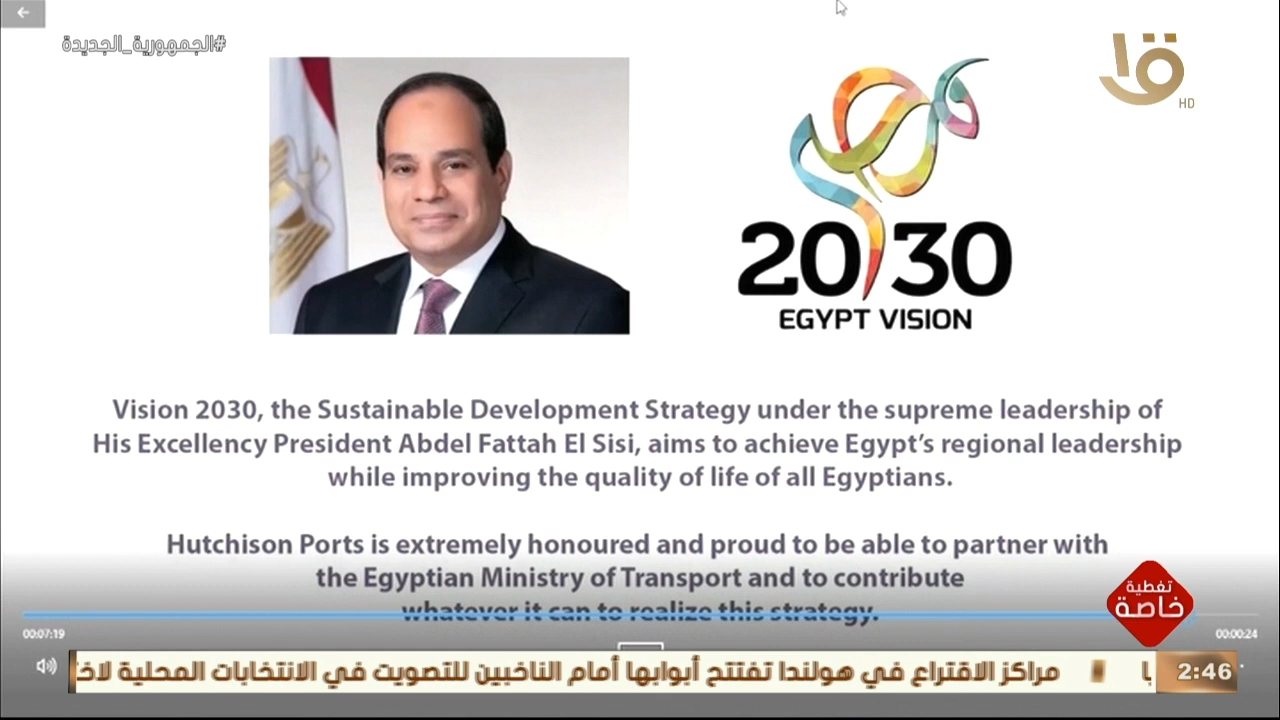 #الجمهورية_الجديدة
HD
2030
EGYPT VISION
Vision 2030, the Sustainable Development Strategy under the supreme leadership of
His Excellency President Abdel Fattah El Sisi, aims to achieve Egypt's regional leadership
while improving the quality of life of all Egyptians.
Hutchison Ports is extremely honoured and proud to be able to partner with
the Egyptian Ministry of Transport and to contribute
whatever it can to realize this strategy.
تغطية
خاصة
00:07:19
00:00:24
مراكز الاقتراع في هولندا تفتتح أبوابها أمام الناخبين للتصويت في الانتخابات المحلية
2:46